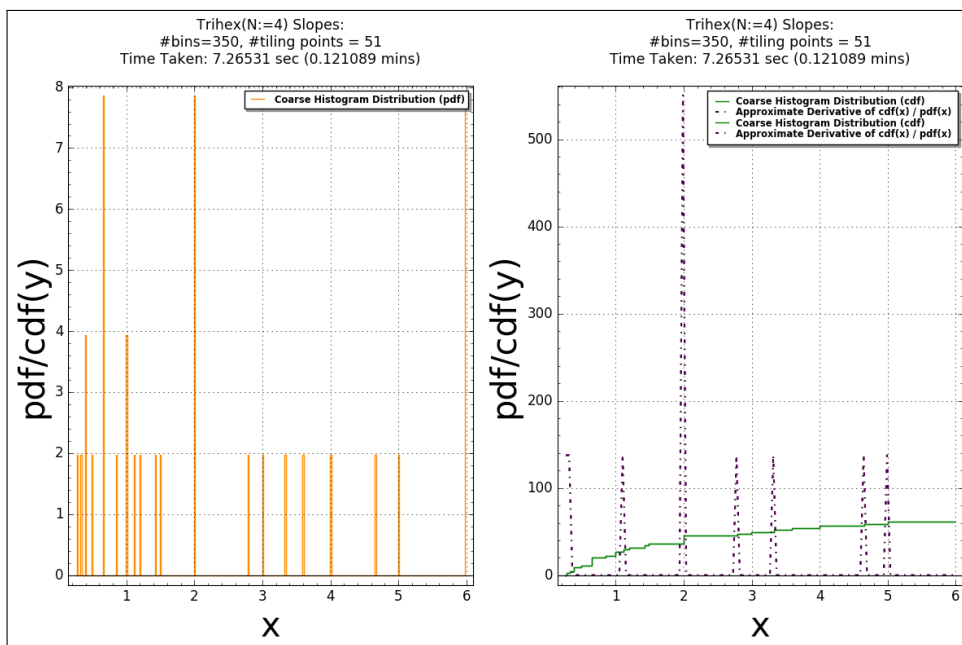 Trihex(N:=4) Slopes:
#bins=350, #tiling points = 51
Time Taken: 7.26531 sec (0.121089 mins)
Coarse Histogram Distribution (pdf)
8
7
6
5
4
3
2
1
0
pdf/cdf(y)
1 2 3 4 5 6
x
Trihex(N:=4) Slopes:
#bins=350, #tiling points = 51
Time Taken: 7.26531 sec (0.121089 mins)
Coarse Histogram Distribution (cdf)
Approximate Derivative of cdf(x) / pdf(x)
Coarse Histogram Distribution (cdf)
Approximate Derivative of cdf(x) / pdf(x)
500
400
300
200
100
0
pdf/cdf(y)
1 2 3 4 5 6
x